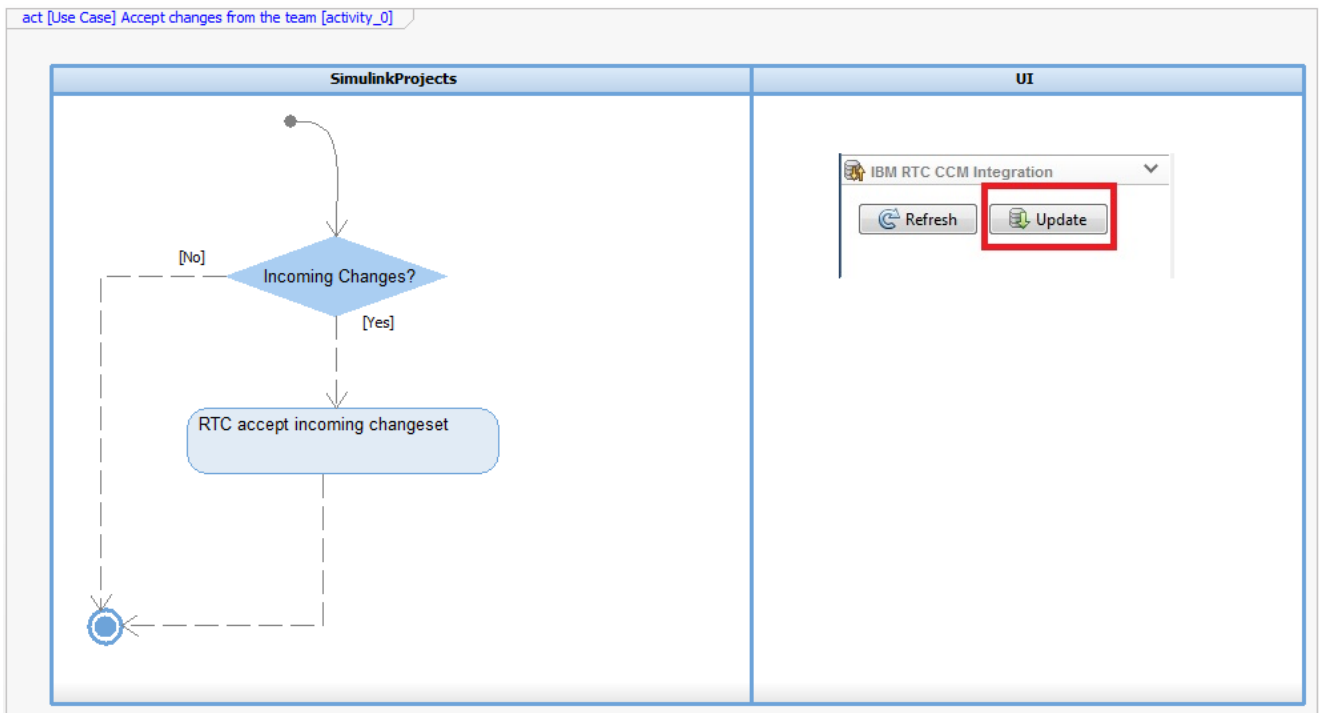 act [Use Case] Accept changes from the team [activity_0]
SimulinkProjects
UI
IBM RTC CCM Integration
Refresh
Update
[No]
Incoming Changes?
[Yes]
RTC accept incoming changeset